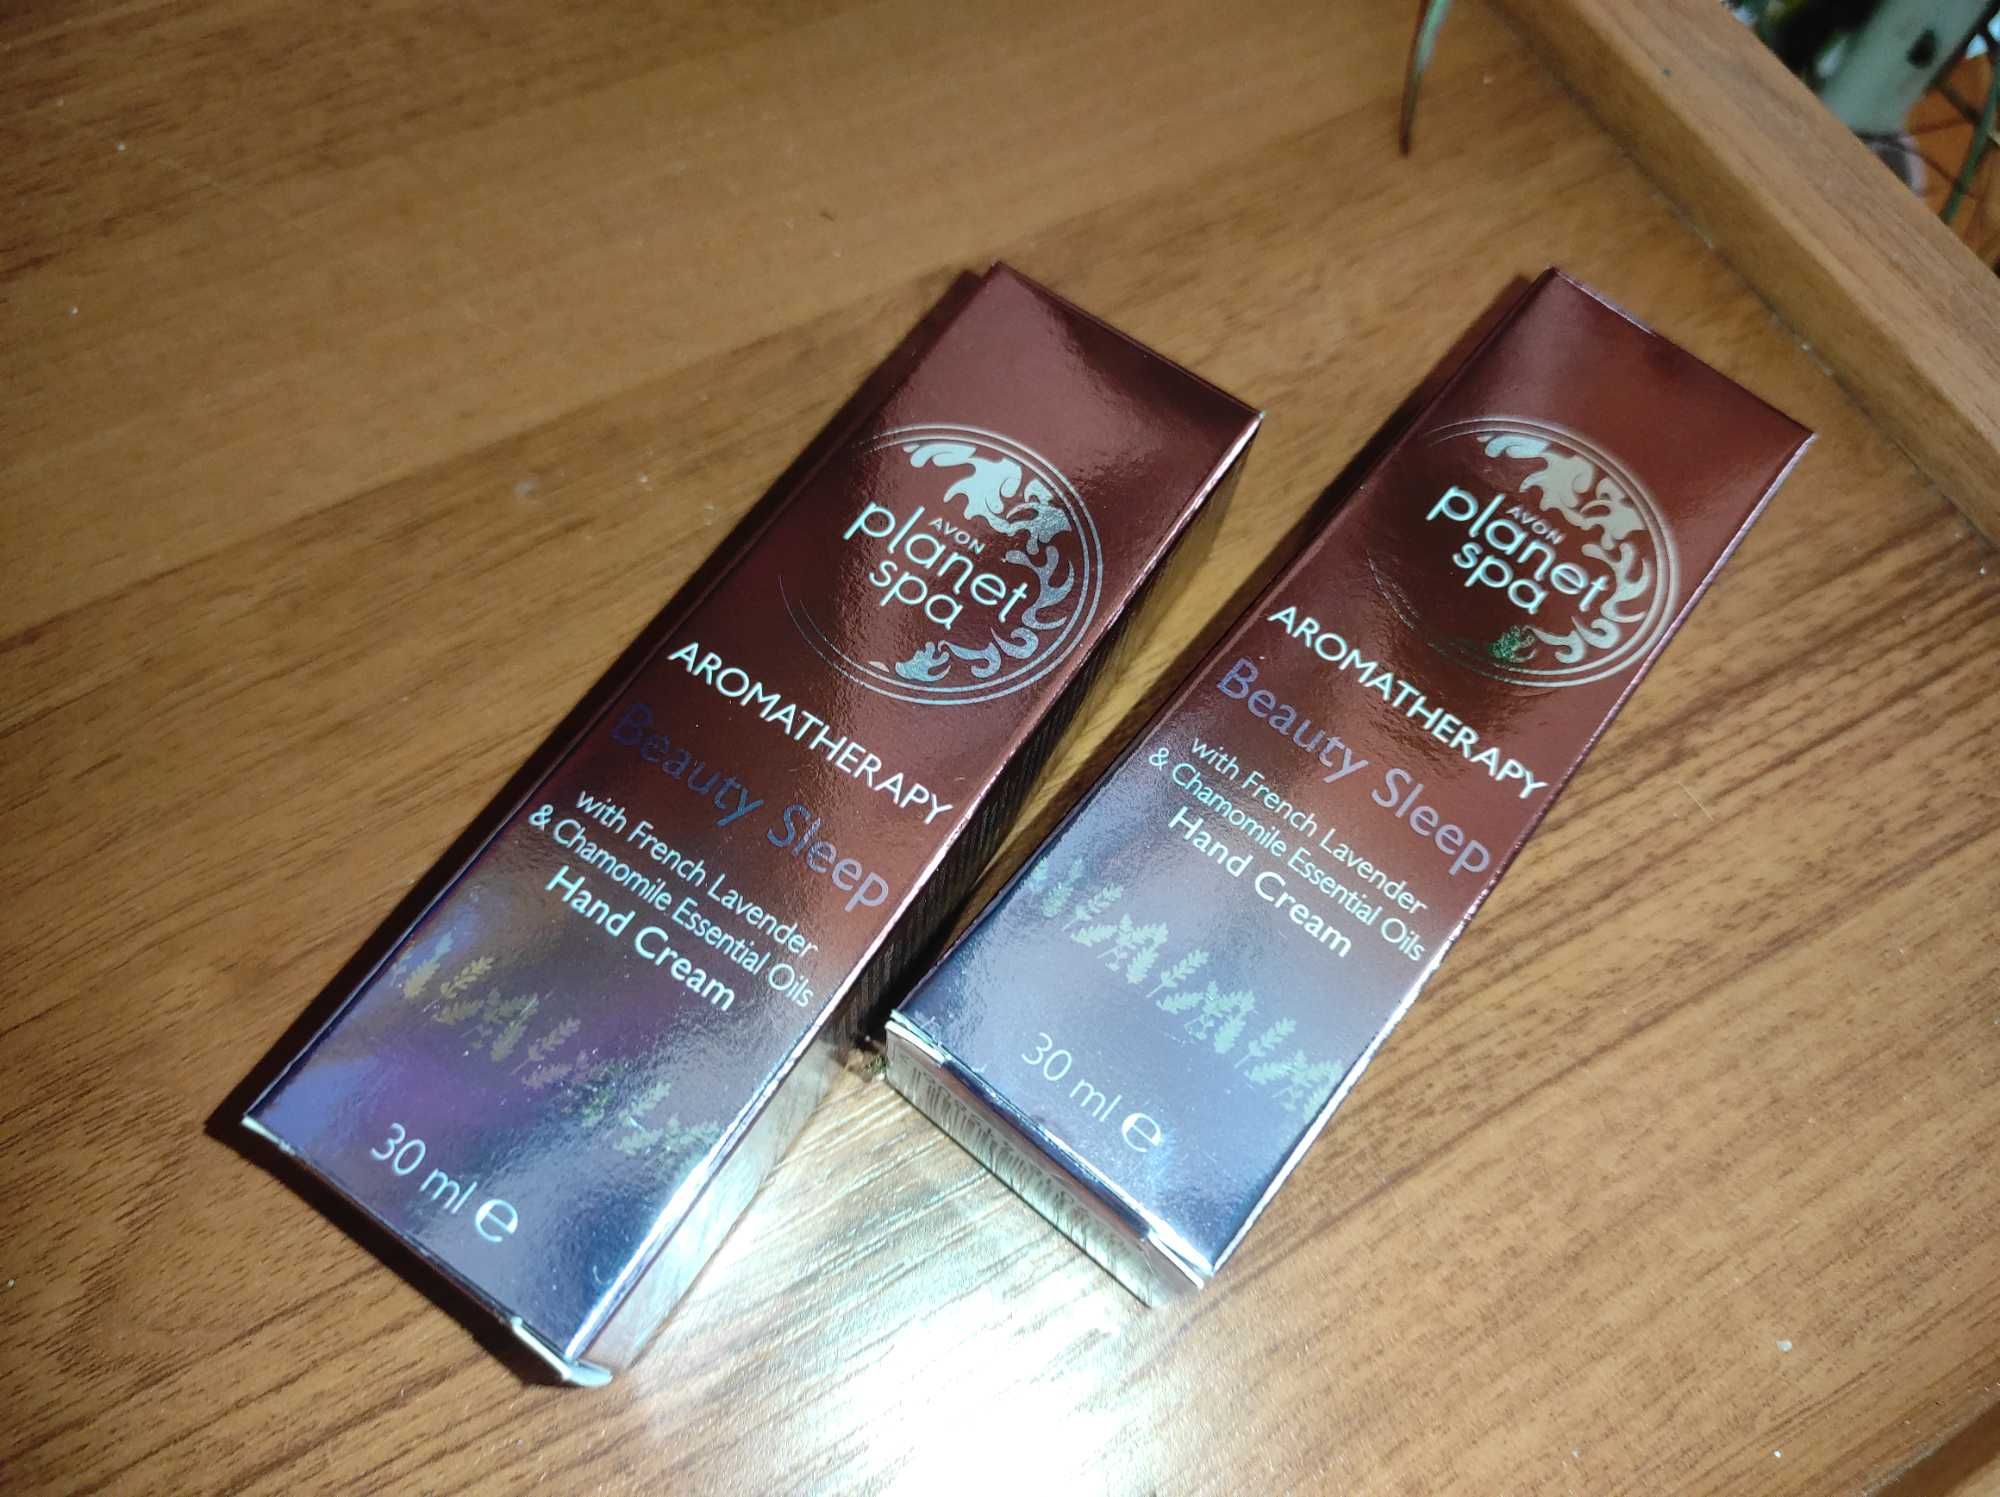 AVON
planet
spa
AROMATHERAPY
Beauty Sleep
with French Lavender
& Chamomile Essential Oils
Hand Cream
30 ml e
AVON
planet
spa
AROMATHERAPY
Beauty Sleep
with French Lavender
& Chamomile Essential Oils
Hand Cream
30 ml e